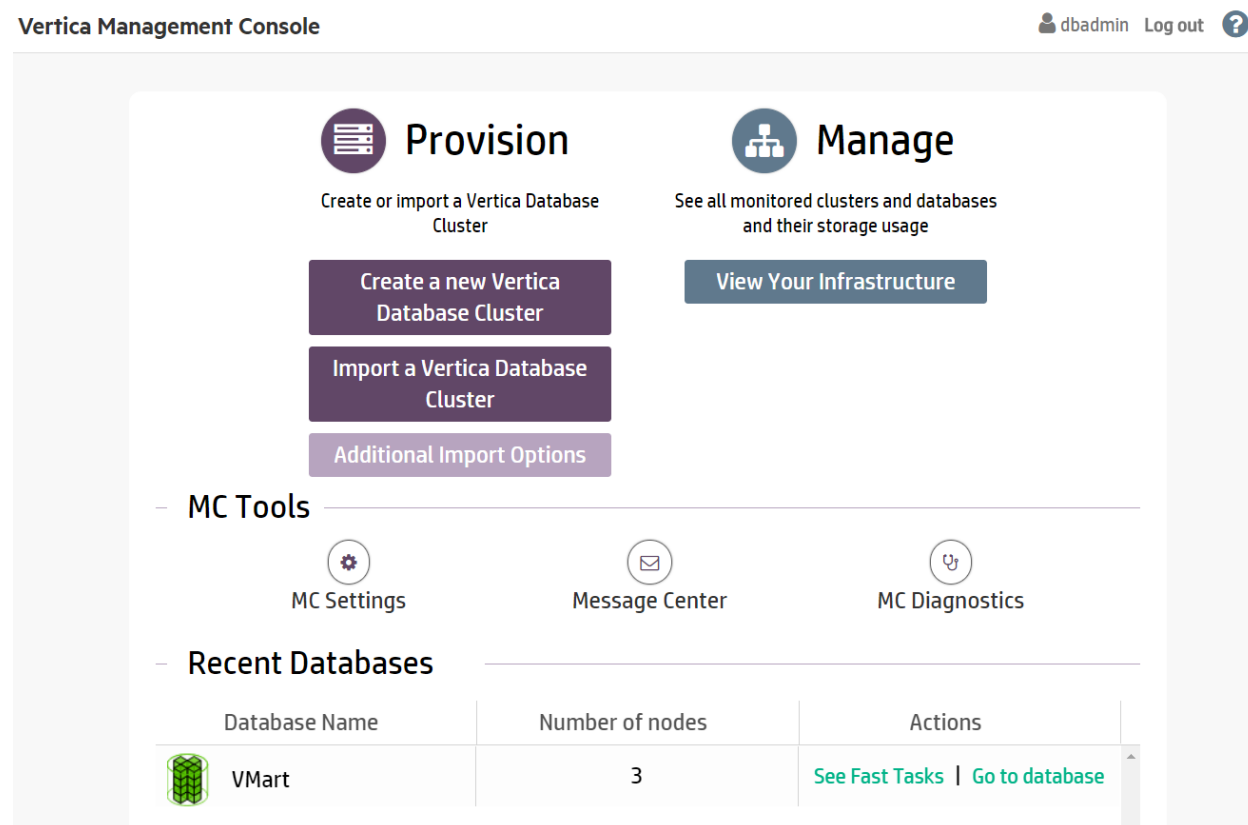 Vertica Management Console
dbadmin Log out ?
Provision
Manage
Create or import a Vertica Database
Cluster
See all monitored clusters and databases
and their storage usage
Create a new Vertica
Database Cluster
View Your Infrastructure
Import a Vertica Database
Cluster
Additional Import Options
MC Tools
MC Settings
Message Center
MC Diagnostics
Recent Databases
Database Name Number of nodes Actions
VMart 3 See Fast Tasks | Go to database